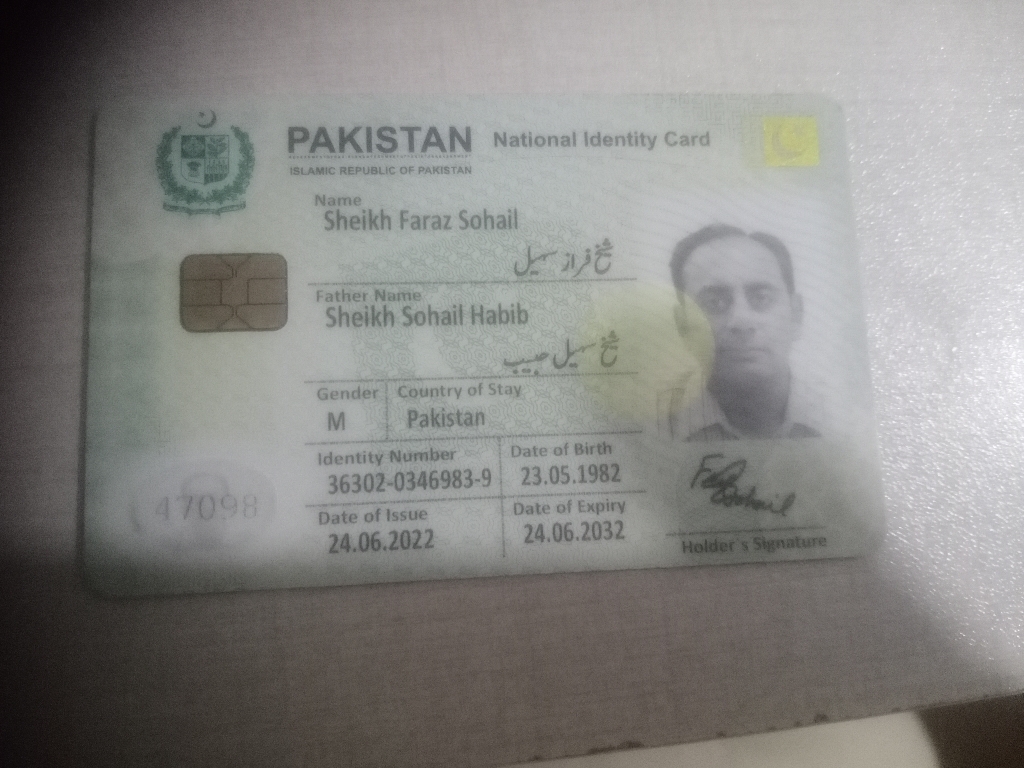 PAKISTAN National Identity Card
ISLAMIC REPUBLIC OF PAKISTAN
Name
Sheikh Faraz Sohail
شیخ فراز سہیل
Father Name
Sheikh Sohail Habib
شیخ سہیل حبیب
Gender Country of Stay
M Pakistan
Identity Number Date of Birth
36302-0346983-9 23.05.1982
Date of Issue Date of Expiry
24.06.2022 24.06.2032
47098
Holder's Signature